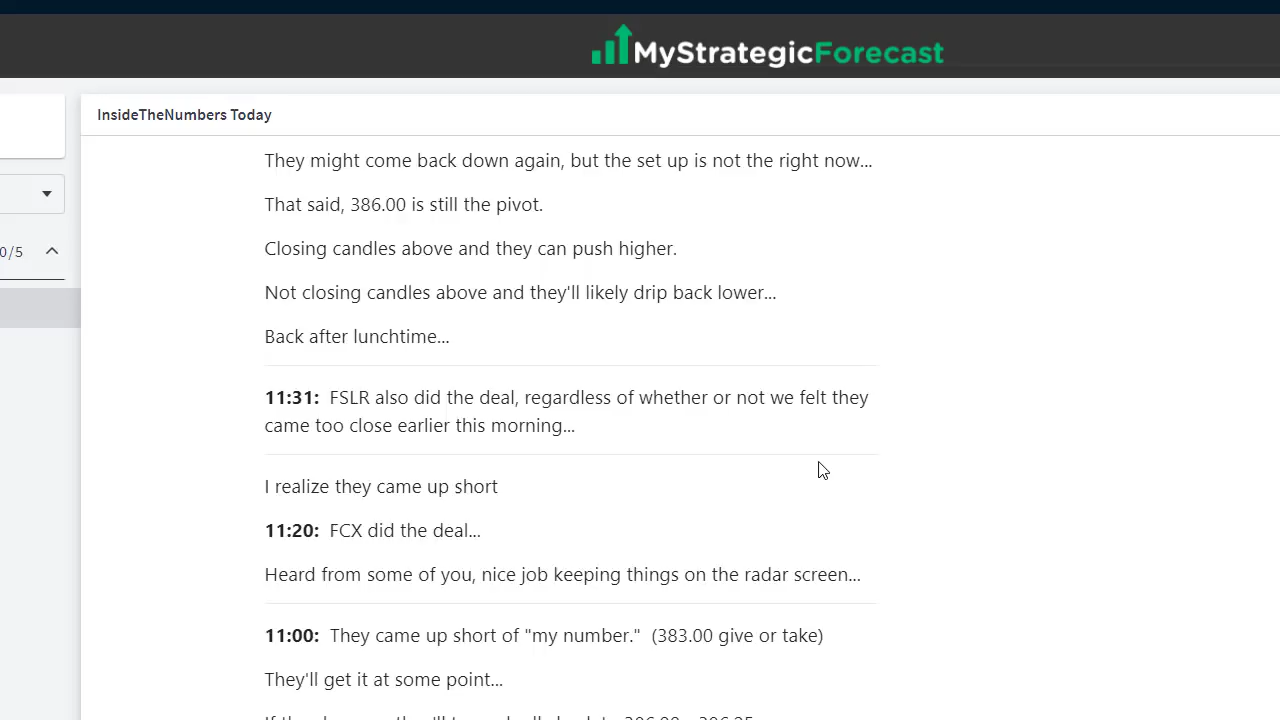 MyStrategicForecast
InsideTheNumbers Today
They might come back down again, but the set up is not the right now...
That said, 386.00 is still the pivot.
0/5
Closing candles above and they can push higher.
Not closing candles above and they'll likely drip back lower...
Back after lunchtime...
11:31: FSLR also did the deal, regardless of whether or not we felt they
came too close earlier this morning...
I realize they came up short
11:20: FCX did the deal...
Heard from some of you, nice job keeping things on the radar screen...
11:00: They came up short of "my number." (383.00 give or take)
They'll get it at some point...